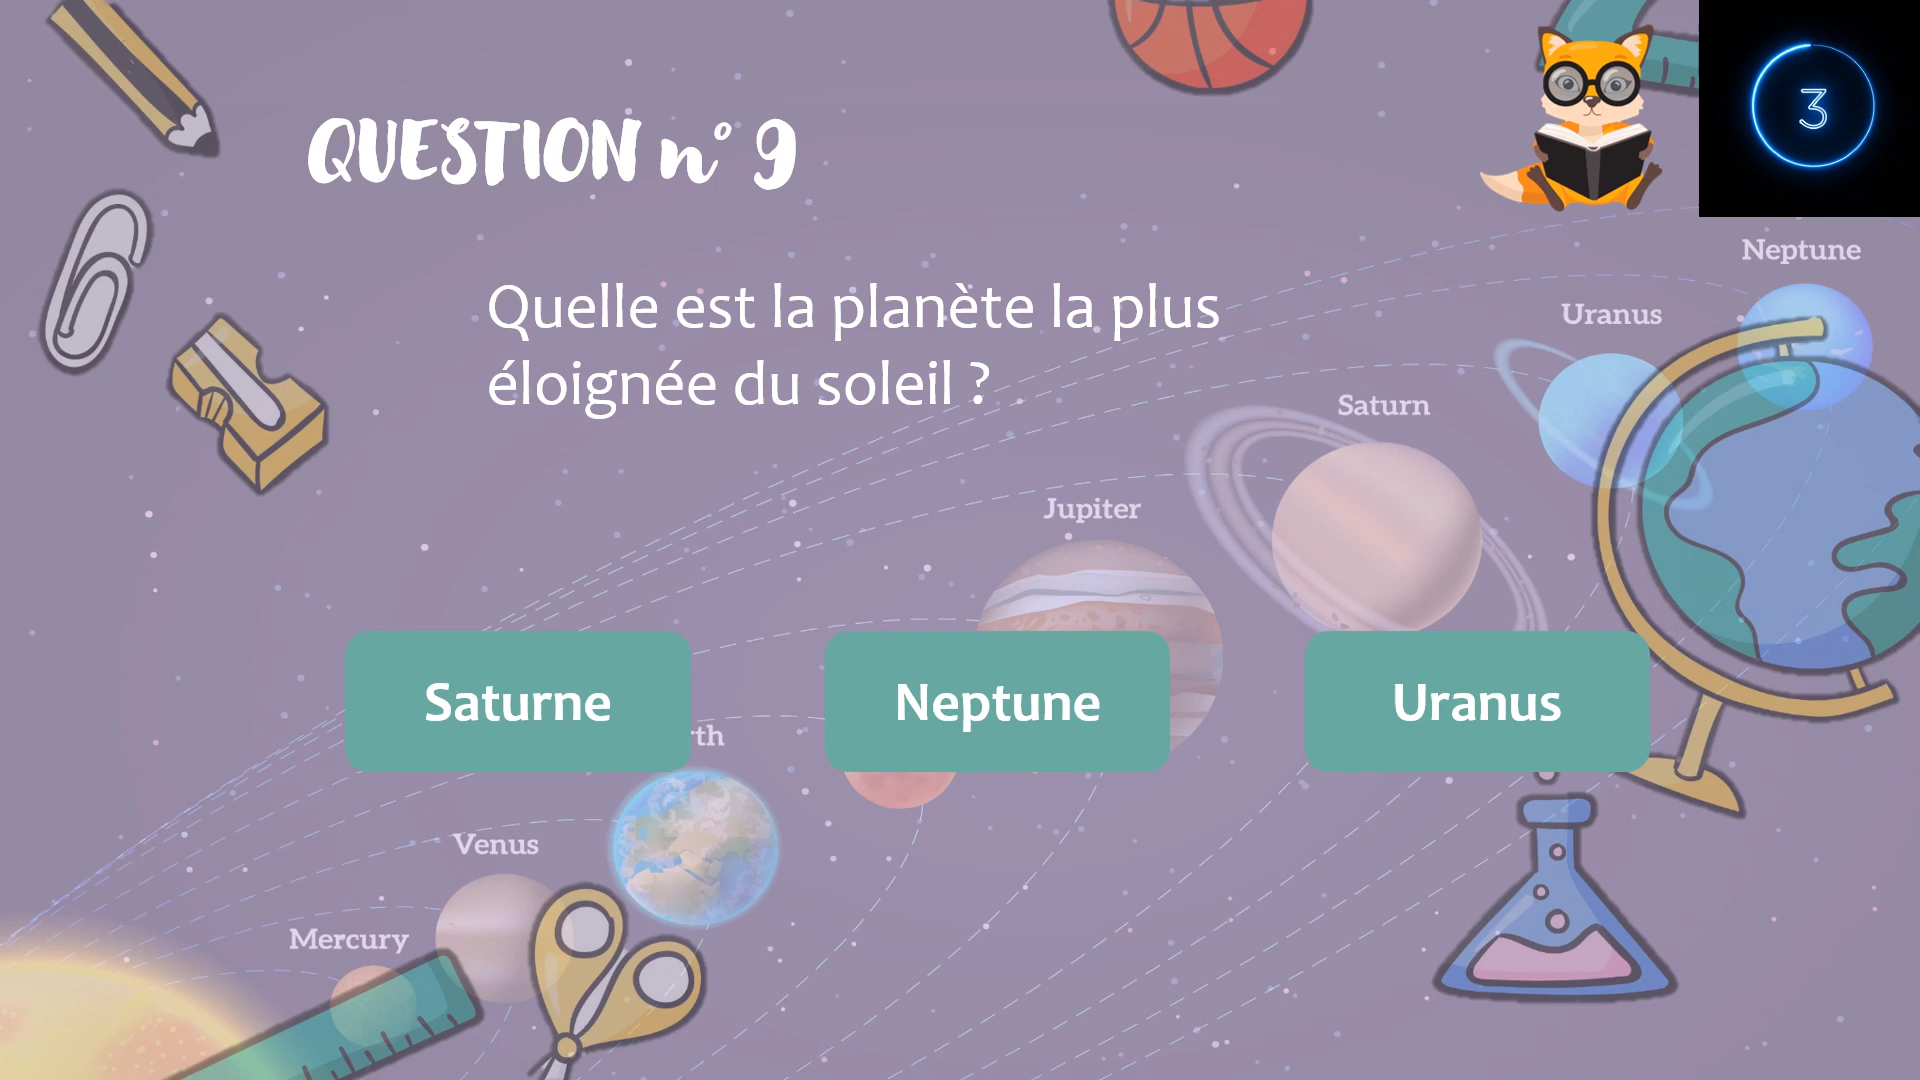 QUESTION n° 9
3
Neptune
Uranus
Quelle est la planète la plus
éloignée du soleil ?
Saturn
Jupiter
Saturne
Neptune
Uranus
rth
Venus
Mercury